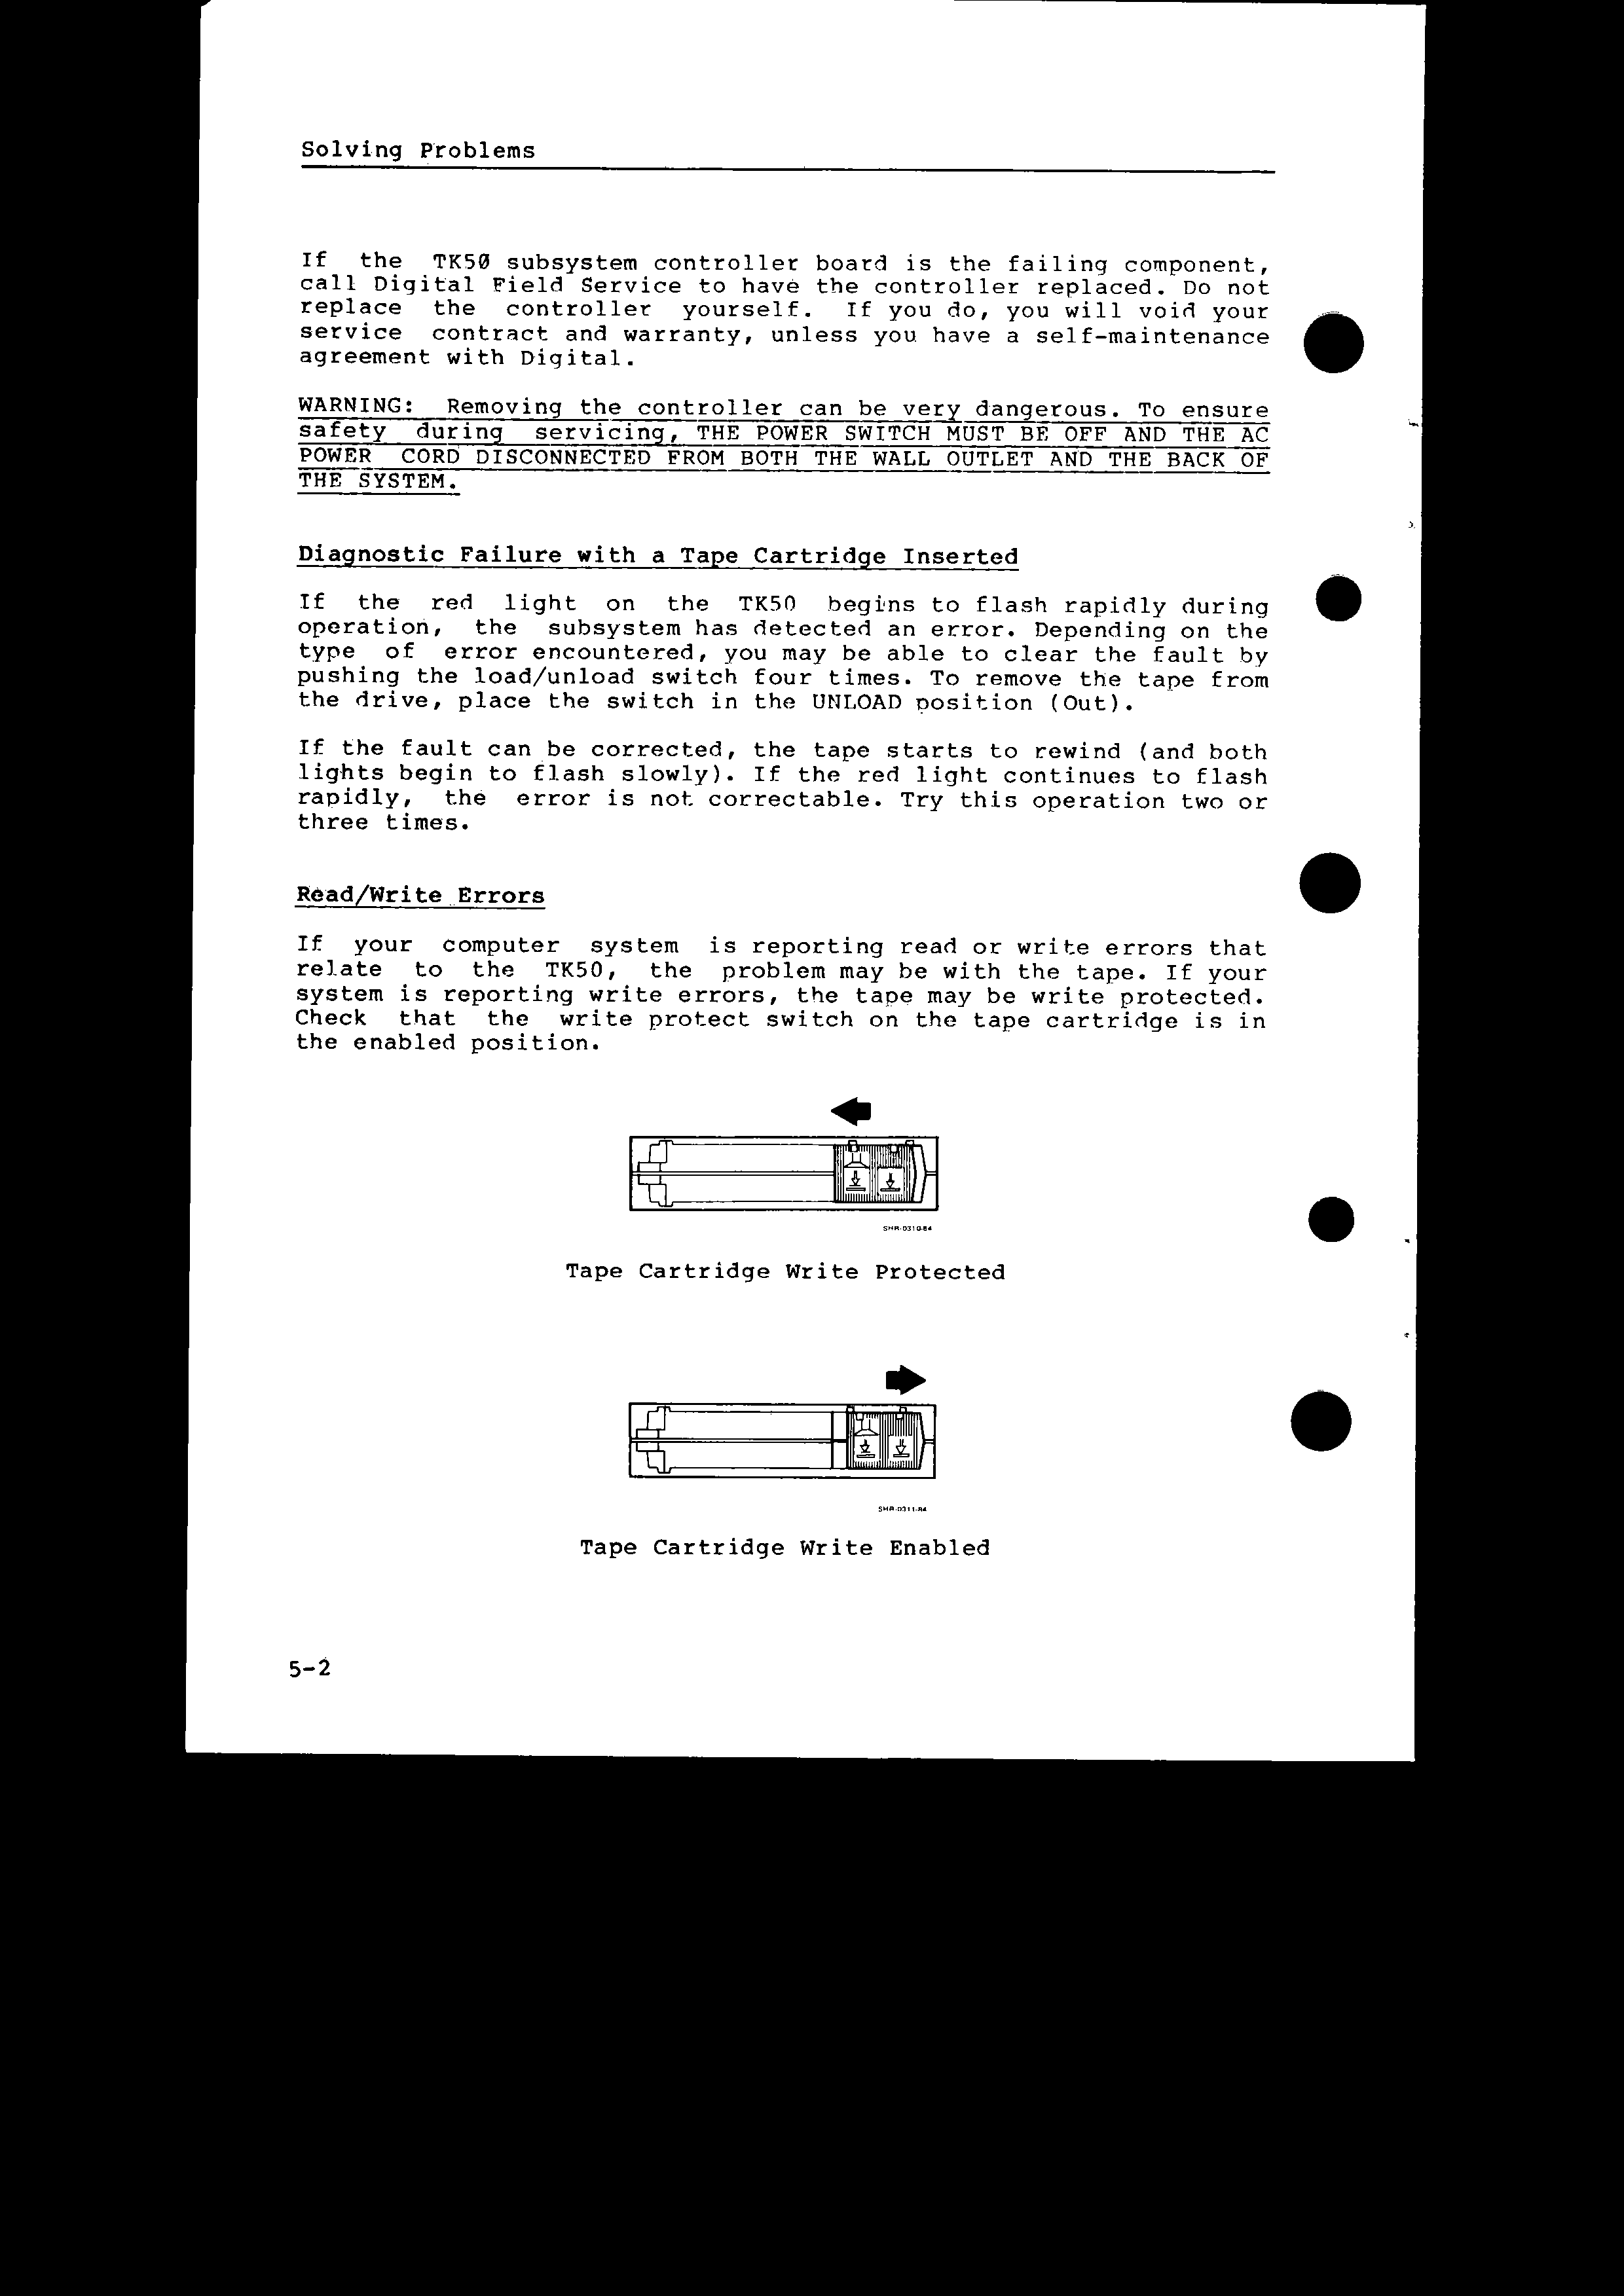 Solving Problems
If the TK50 subsystem controller board is the failing component,
call Digital Field Service to have the controller replaced. Do not
replace the controller yourself. If you do, you will void your
service contract and warranty, unless you have a self-maintenance
agreement with Digital.
WARNING: Removing the controller can be very dangerous. To ensure
safety during servicing, THE POWER SWITCH MUST BE OFF AND THE AC
POWER CORD DISCONNECTED FROM BOTH THE WALL OUTLET AND THE BACK OF
THE SYSTEM.
Diagnostic Failure with a Tape Cartridge Inserted
If the red light on the TK50 begins to flash rapidly during
operation, the subsystem has detected an error. Depending on the
type of error encountered, you may be able to clear the fault by
pushing the load/unload switch four times. To remove the tape from
the drive, place the switch in the UNLOAD position (Out).
If the fault can be corrected, the tape starts to rewind (and both
lights begin to flash slowly). If the red light continues to flash
rapidly, the error is not correctable. Try this operation two or
three times.
Read/Write Errors
If your computer system is reporting read or write errors that
relate to the TK50, the problem may be with the tape. If your
system is reporting write errors, the tape may be write protected.
Check that the write protect switch on the tape cartridge is in
the enabled position.
SHR-0310-84
Tape Cartridge Write Protected
SHR-0311-84
Tape Cartridge Write Enabled
5-2